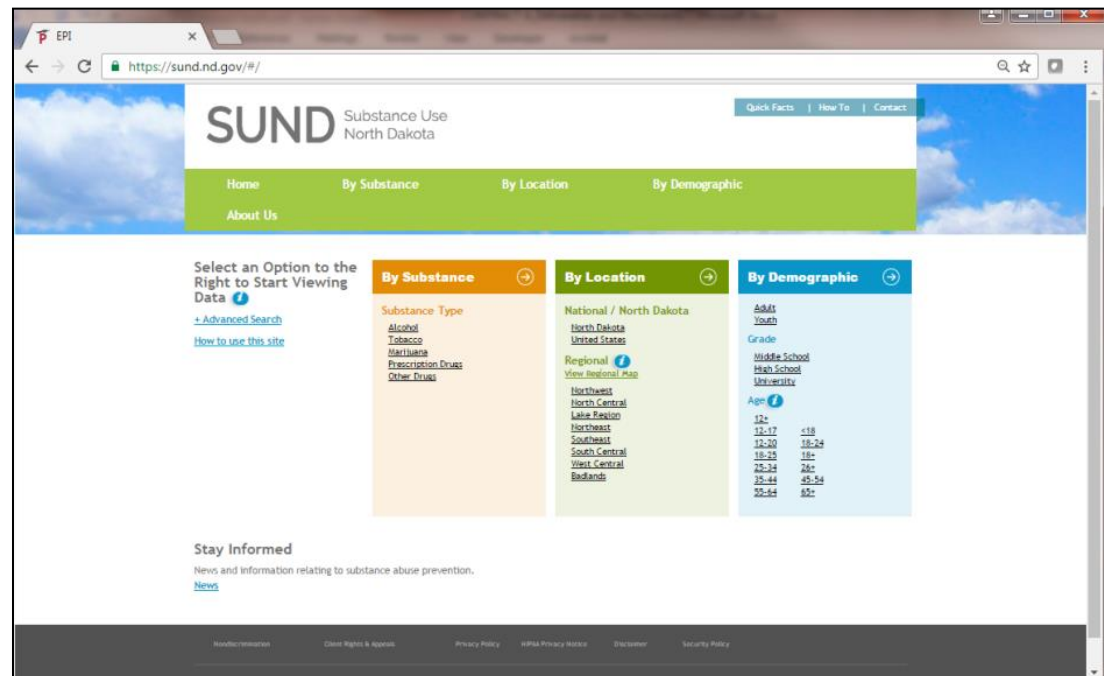 EPI
https://sund.nd.gov/#/
SUND Substance Use
North Dakota
Quick Facts | How To | Contact
Home By Substance By Location By Demographic
About Us
Select an Option to the
Right to Start Viewing
Data i
+ Advanced Search
How to use this site
By Substance
Substance Type
Alcohol
Tobacco
Marijuana
Prescription Drugs
Other Drugs
By Location
National / North Dakota
North Dakota
United States
Regional i
View Regional Map
Northwest
North Central
Lake Region
Northeast
Southeast
South Central
West Central
Badlands
By Demographic
Adult
Youth
Grade
Middle School
High School
University
Age i
12+
12-17 <18
12-20 18-24
18-25 18+
25-34 26+
35-44 45-54
55-64 65+
Stay Informed
News and information relating to substance abuse prevention.
News
Nondiscrimination Client Rights & Appeals Privacy Policy HIPAA Privacy Notice Disclaimer Security Policy